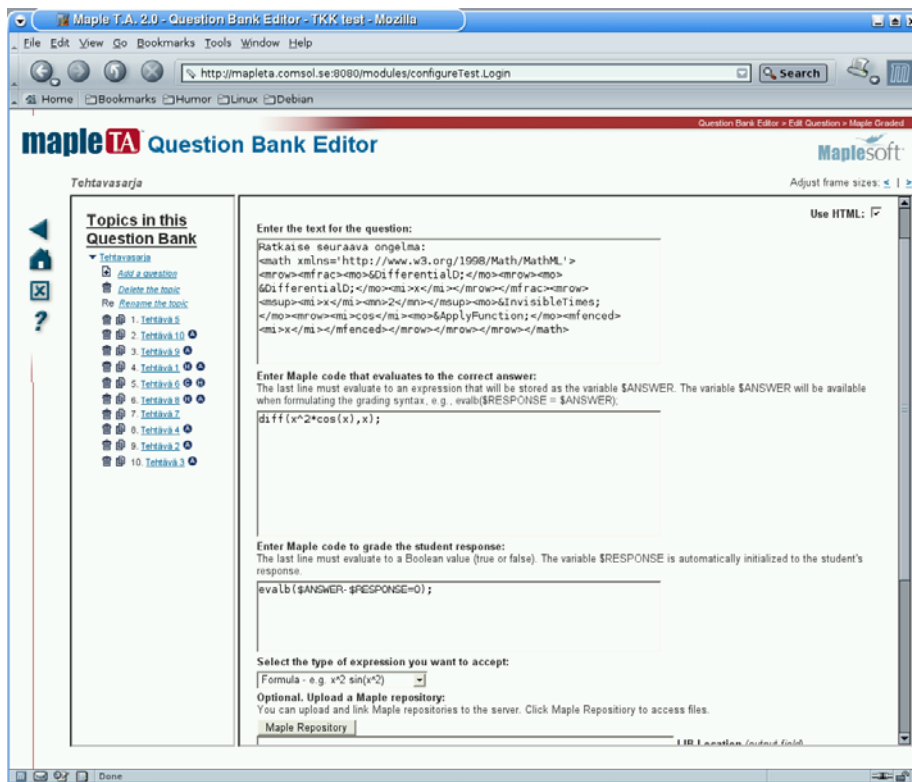 Maple T.A. 2.0 - Question Bank Editor - TKK test - Mozilla
File Edit View Go Bookmarks Tools Window Help
http://mapleta.comsol.se:8080/modules/configureTest.Login Search
Home Bookmarks Humor Linux Debian
Question Bank Editor > Edit Question > Maple Graded
maple TA Question Bank Editor
Maplesoft
Tehtavasarja
Adjust frame sizes: < | >
Topics in this
Question Bank
Tehtavasarja
Add a question
Delete the topic
Re Rename the topic
1. Tehtävä 5
2. Tehtävä 10 A
3. Tehtävä 9 A
4. Tehtävä 1 H A
5. Tehtävä 6 C H
6. Tehtävä 8 H A
7. Tehtävä 7
8. Tehtävä 4 A
9. Tehtävä 2 A
10. Tehtävä 3 A
Use HTML:
Enter the text for the question:
Ratkaise seuraava ongelma:
<math xmlns='http://www.w3.org/1998/Math/MathML'>
<mrow><mfrac><mo>&DifferentialD;</mo><mrow><mo>
&DifferentialD;</mo><mi>x</mi></mrow></mfrac><mrow>
<msup><mi>x</mi><mn>2</mn></msup><mo>&InvisibleTimes;
</mo><mrow><mi>cos</mi><mo>&ApplyFunction;</mo><mfenced>
<mi>x</mi></mfenced></mrow></mrow></mrow></math>
Enter Maple code that evaluates to the correct answer:
The last line must evaluate to an expression that will be stored as the variable $ANSWER. The variable $ANSWER will be available
when formulating the grading syntax, e.g., evalb($RESPONSE = $ANSWER);
diff(x^2*cos(x),x);
Enter Maple code to grade the student response:
The last line must evaluate to a Boolean value (true or false). The variable $RESPONSE is automatically initialized to the student's
response.
evalb($ANSWER-$RESPONSE=0);
Select the type of expression you want to accept:
Formula - e.g. x^2 sin(x^2)
Optional. Upload a Maple repository:
You can upload and link Maple repositories to the server. Click Maple Repositiory to access files.
Maple Repository
LIB Location (output field)
Done